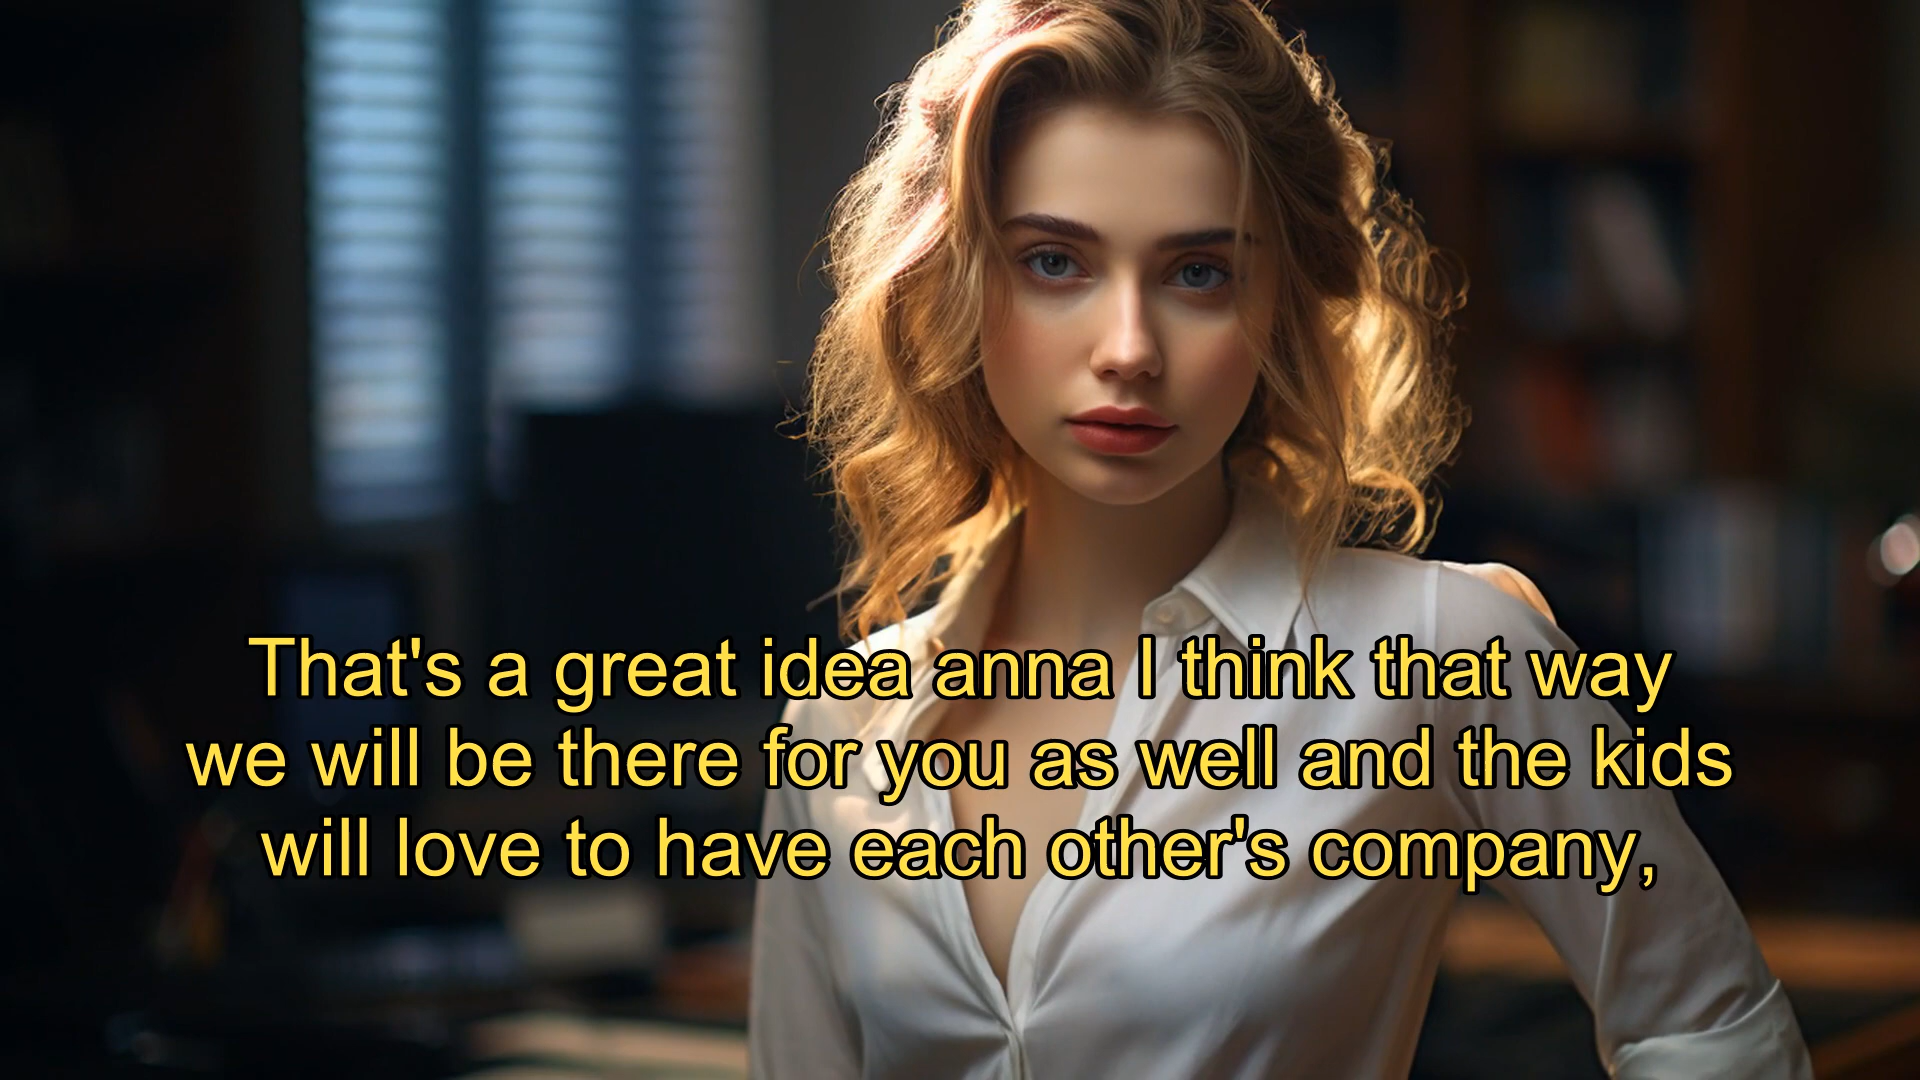 That's a great idea anna I think that way
we will be there for you as well and the kids
will love to have each other's company,